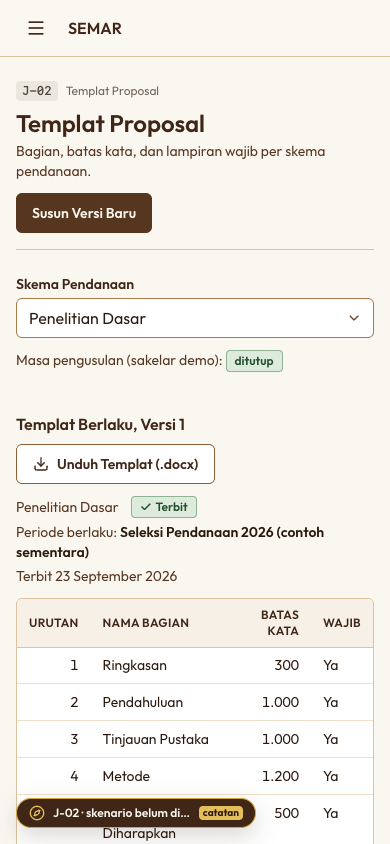 SEMAR
J-02 Templat Proposal
Templat Proposal
Bagian, batas kata, dan lampiran wajib per skema
pendanaan.
Susun Versi Baru
Skema Pendanaan
Penelitian Dasar
Masa pengusulan (sakelar demo): ditutup
Templat Berlaku, Versi 1
Unduh Templat (.docx)
Penelitian Dasar Terbit
Periode berlaku: Seleksi Pendanaan 2026 (contoh
sementara)
Terbit 23 September 2026
URUTAN NAMA BAGIAN BATAS KATA WAJIB
1 Ringkasan 300 Ya
2 Pendahuluan 1.000 Ya
3 Tinjauan Pustaka 1.000 Ya
4 Metode 1.200 Ya
500 Ya
J-02 · skenario belum di... catatan
Diharapkan